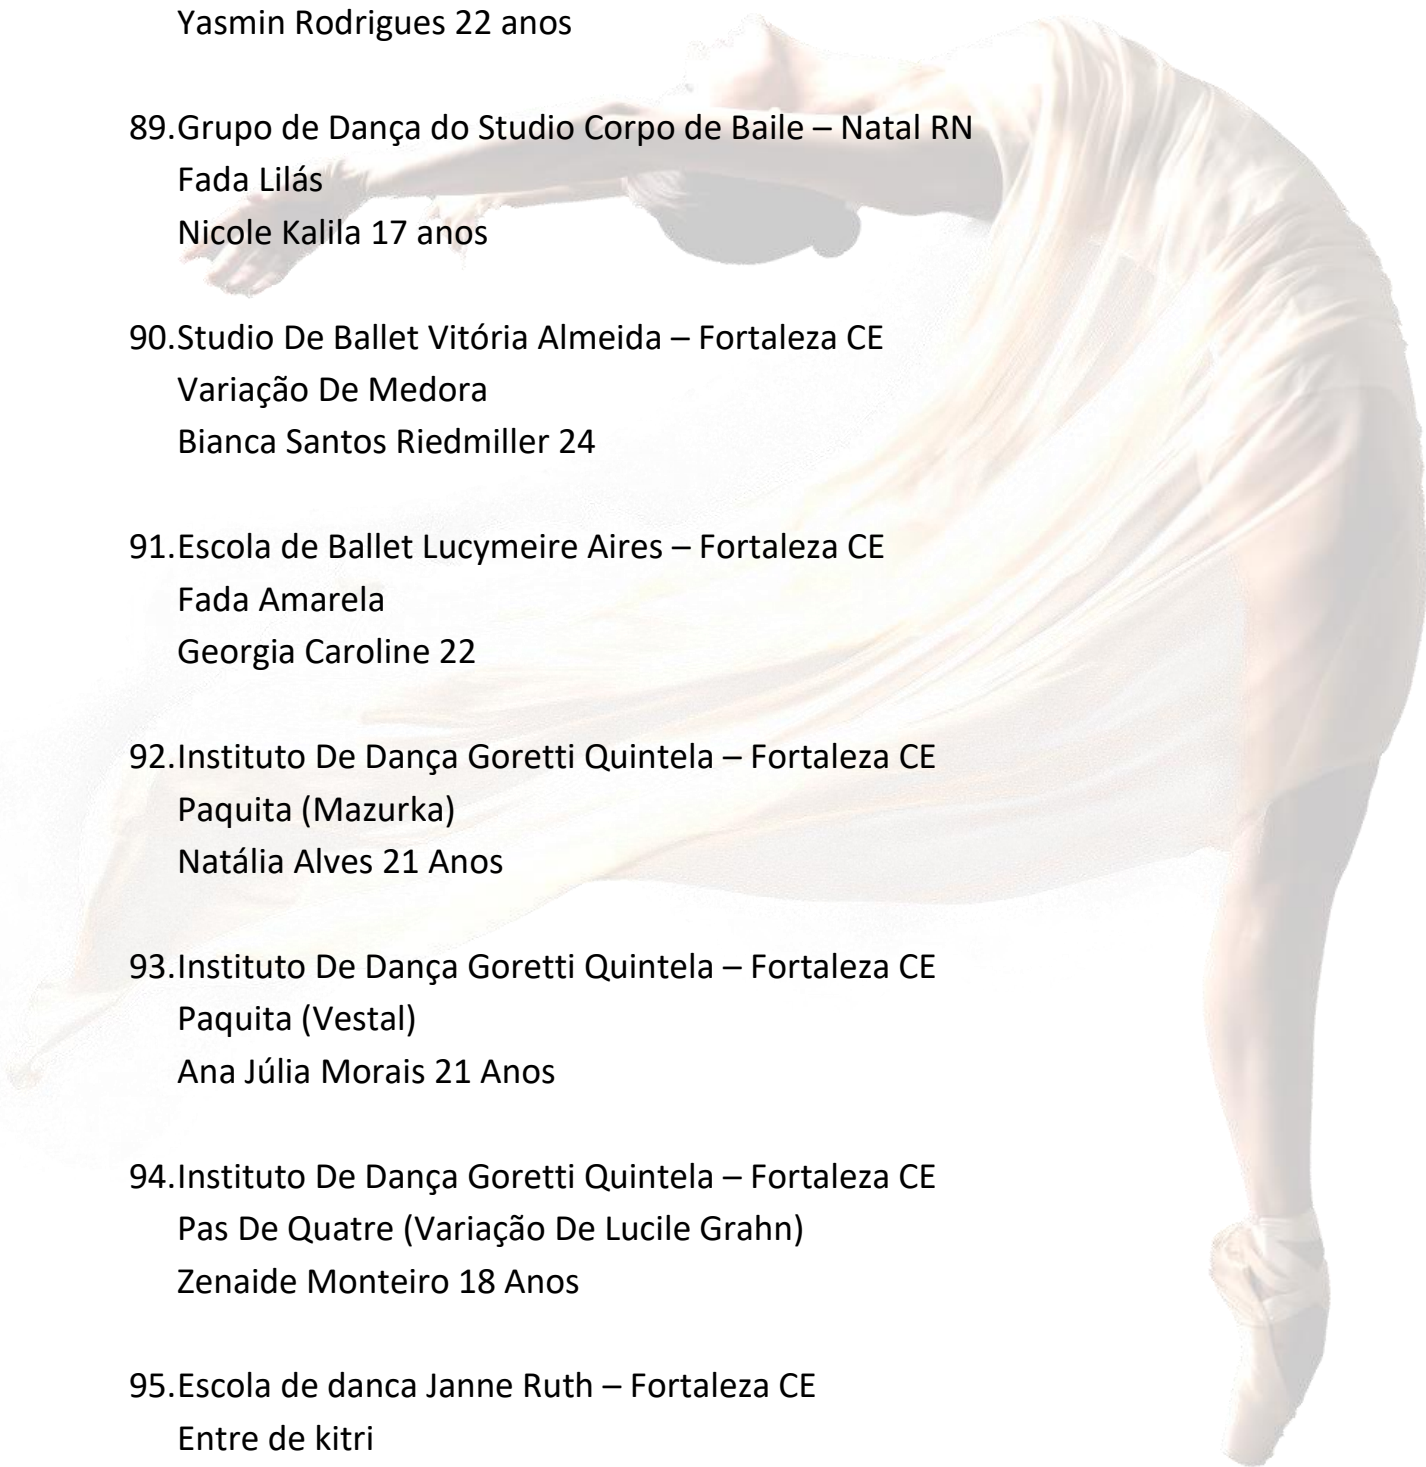 Yasmin Rodrigues 22 anos
89.Grupo de Dança do Studio Corpo de Baile – Natal RN
Fada Lilás
Nicole Kalila 17 anos
90.Studio De Ballet Vitória Almeida – Fortaleza CE
Variação De Medora
Bianca Santos Riedmiller 24
91.Escola de Ballet Lucymeire Aires – Fortaleza CE
Fada Amarela
Georgia Caroline 22
92.Instituto De Dança Goretti Quintela – Fortaleza CE
Paquita (Mazurka)
Natália Alves 21 Anos
93.Instituto De Dança Goretti Quintela – Fortaleza CE
Paquita (Vestal)
Ana Júlia Morais 21 Anos
94.Instituto De Dança Goretti Quintela – Fortaleza CE
Pas De Quatre (Variação De Lucile Grahn)
Zenaide Monteiro 18 Anos
95.Escola de danca Janne Ruth – Fortaleza CE
Entre de kitri